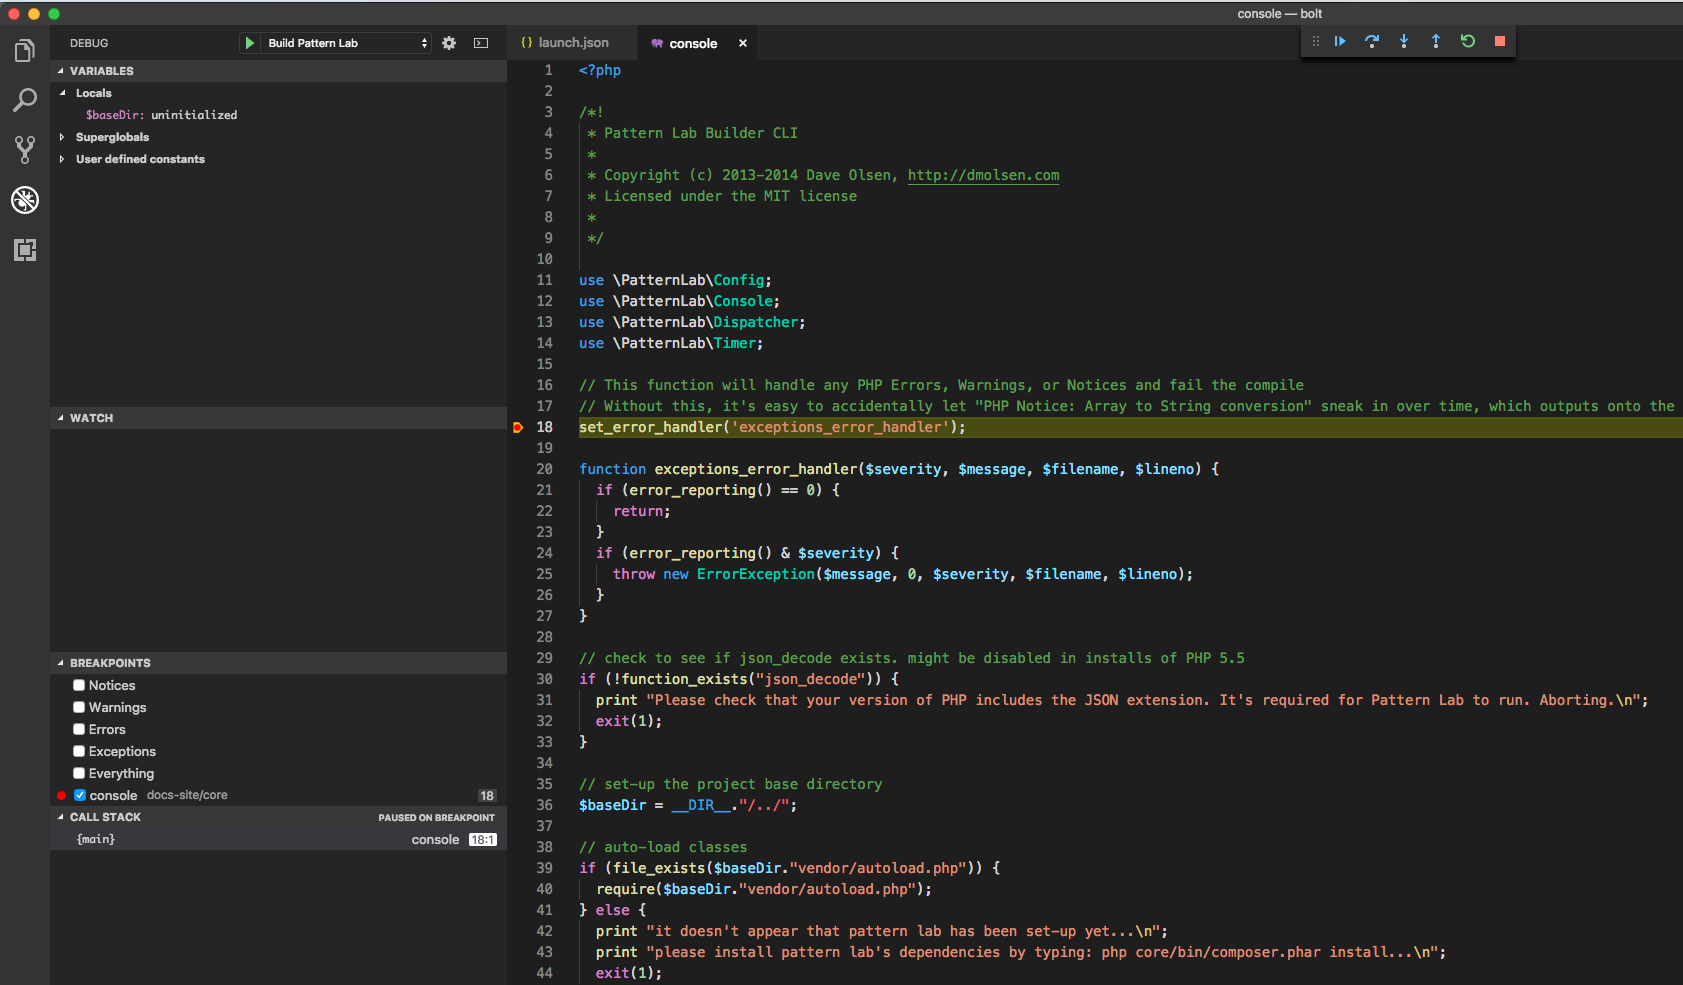 console — bolt
DEBUG
Build Pattern Lab
VARIABLES
Locals
$baseDir: uninitialized
Superglobals
User defined constants
WATCH
BREAKPOINTS
Notices
Warnings
Errors
Exceptions
Everything
console docs-site/core 18
CALL STACK PAUSED ON BREAKPOINT
{main} console 18:1
{} launch.json
console ×
1 <?php
2
3 /*!
4 * Pattern Lab Builder CLI
5 *
6 * Copyright (c) 2013-2014 Dave Olsen, http://dmolsen.com
7 * Licensed under the MIT license
8 *
9 */
10
11 use \PatternLab\Config;
12 use \PatternLab\Console;
13 use \PatternLab\Dispatcher;
14 use \PatternLab\Timer;
15
16 // This function will handle any PHP Errors, Warnings, or Notices and fail the compile
17 // Without this, it's easy to accidentally let "PHP Notice: Array to String conversion" sneak in over time, which outputs onto the
18 set_error_handler('exceptions_error_handler');
19
20 function exceptions_error_handler($severity, $message, $filename, $lineno) {
21 if (error_reporting() == 0) {
22 return;
23 }
24 if (error_reporting() & $severity) {
25 throw new ErrorException($message, 0, $severity, $filename, $lineno);
26 }
27 }
28
29 // check to see if json_decode exists. might be disabled in installs of PHP 5.5
30 if (!function_exists("json_decode")) {
31 print "Please check that your version of PHP includes the JSON extension. It's required for Pattern Lab to run. Aborting.\n";
32 exit(1);
33 }
34
35 // set-up the project base directory
36 $baseDir = __DIR__."/../";
37
38 // auto-load classes
39 if (file_exists($baseDir."vendor/autoload.php")) {
40 require($baseDir."vendor/autoload.php");
41 } else {
42 print "it doesn't appear that pattern lab has been set-up yet...\n";
43 print "please install pattern lab's dependencies by typing: php core/bin/composer.phar install...\n";
44 exit(1);